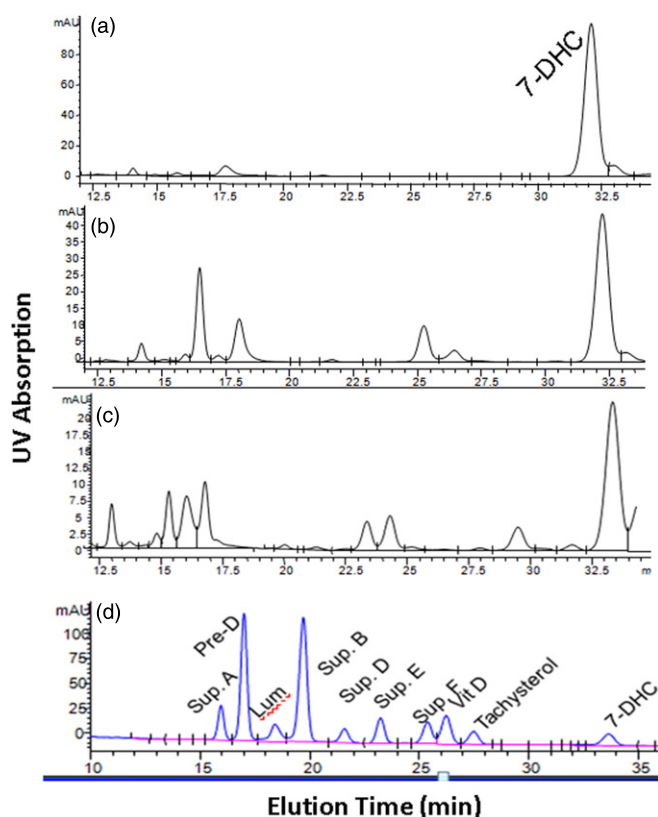 mAU (a)
7-DHC
80
60
40
20
0
12.5 15 17.5 20 22.5 25 27.5 30 32.5
mAU (b)
40
35
30
25
20
15
10
5
0
12.5 15 17.5 20 22.5 25 27.5 30 32.5
UV Absorption
mAU (c)
20
17.5
15
12.5
10
7.5
5
2.5
0
12.5 15 17.5 20 22.5 25 27.5 30 32.5 m
mAU (d)
100
75
50
25
0
Sup. A
Pre-D
Lum
Sup. B
Sup. D
Sup. E
Sup. F
Vit D
Tachysterol
7-DHC
10 15 20 25 30 35
Elution Time (min)